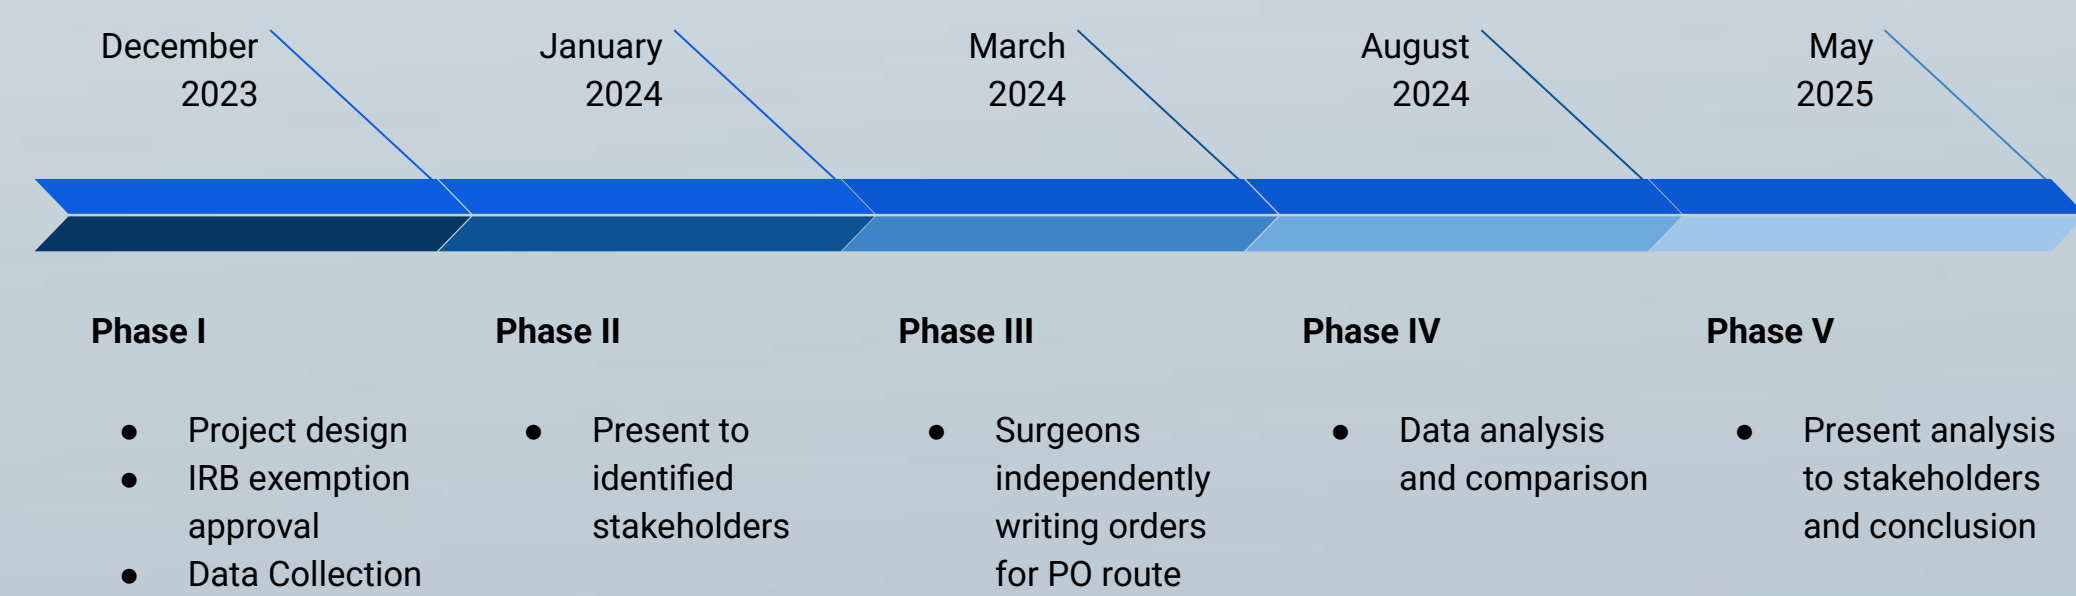 December
2023
January
2024
March
2024
August
2024
May
2025
Phase I
● Project design
● IRB exemption
approval
● Data Collection
Phase II
● Present to
identified
stakeholders
Phase III
● Surgeons
independently
writing orders
for PO route
Phase IV
● Data analysis
and comparison
Phase V
● Present analysis
to stakeholders
and conclusion